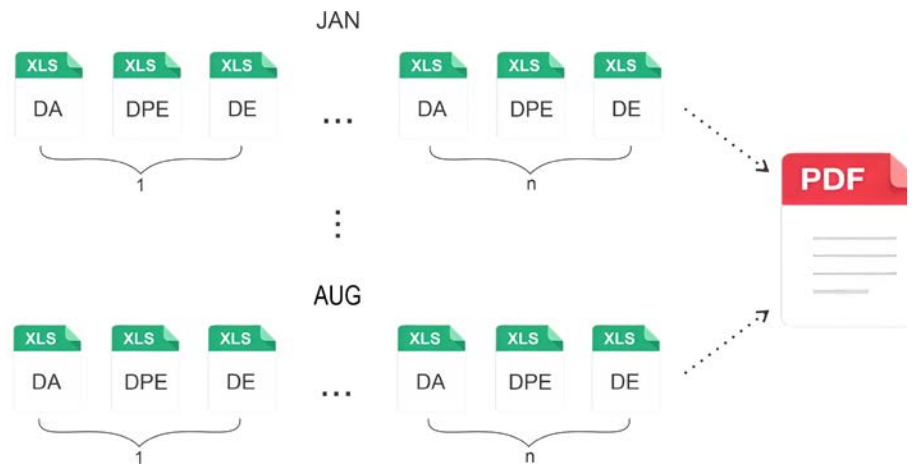 JAN
XLS XLS XLS XLS XLS XLS
DA DPE DE ... DA DPE DE
1 n
PDF
⋮
AUG
XLS XLS XLS XLS XLS XLS
DA DPE DE ... DA DPE DE
1 n